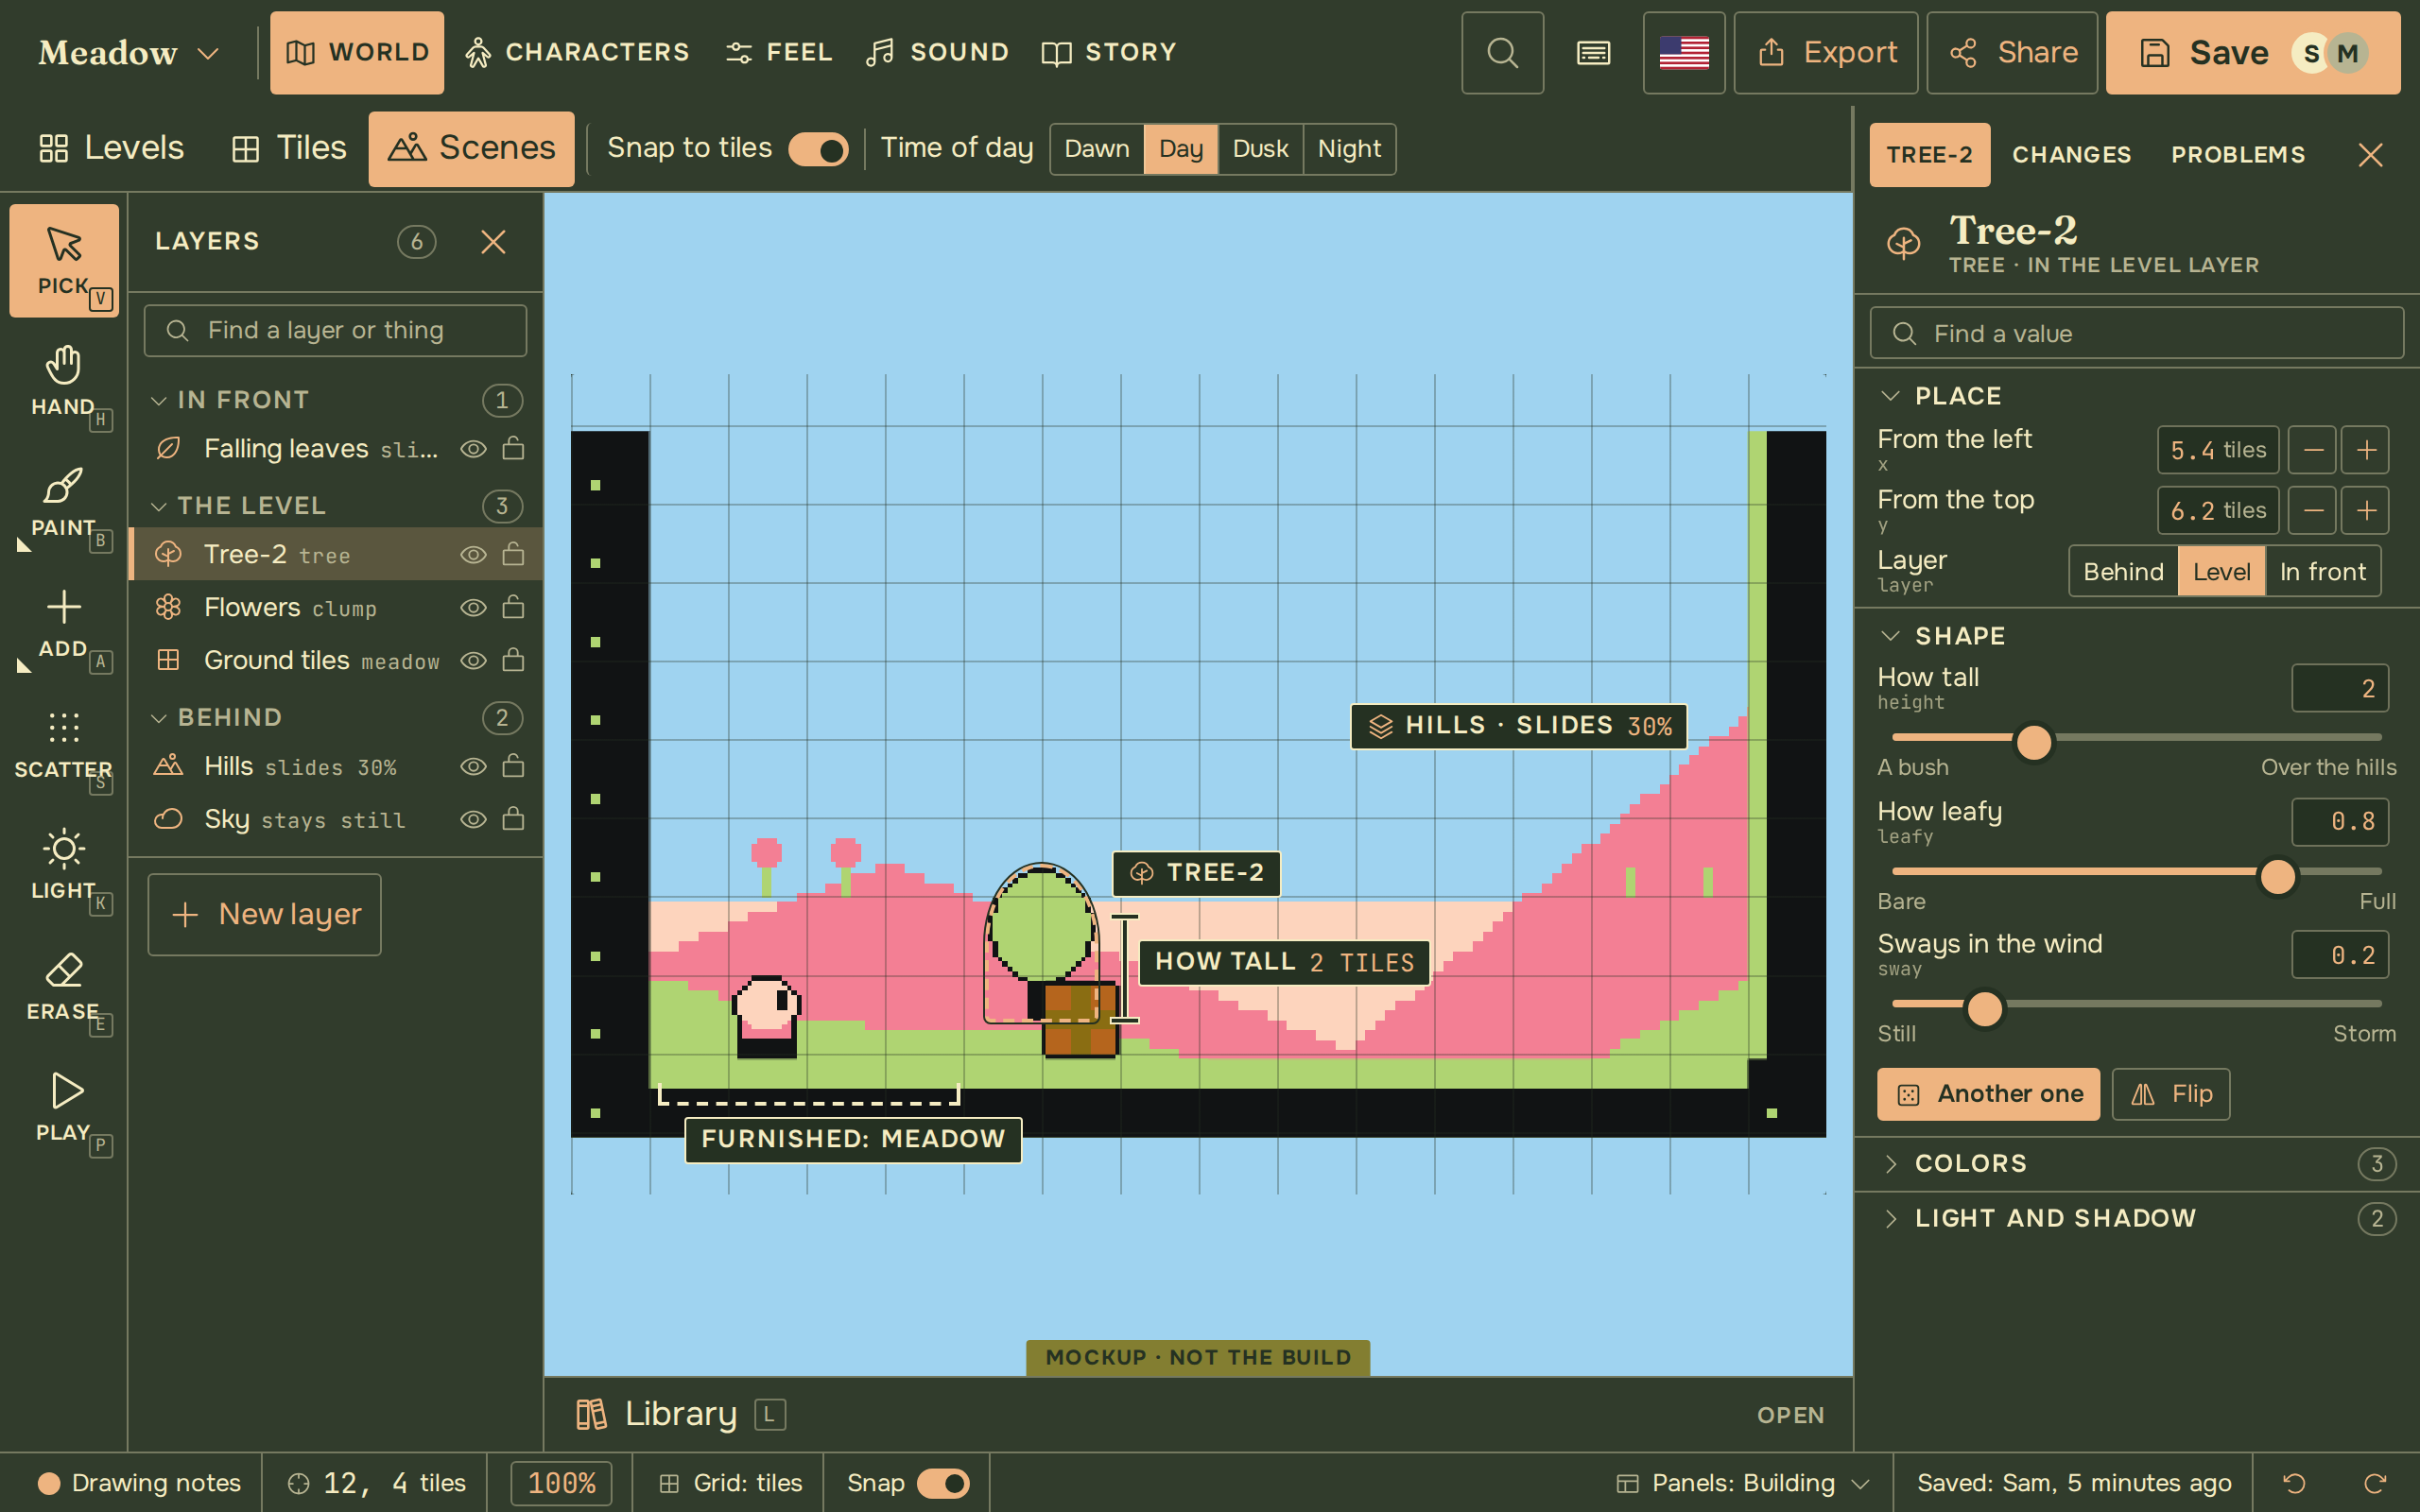 Meadow
WORLD
CHARACTERS
FEEL
SOUND
STORY
Export
Share
Save S M
Levels
Tiles
Scenes
Snap to tiles
Time of day
Dawn Day Dusk Night
TREE-2
CHANGES
PROBLEMS
PICK V
HAND H
PAINT B
ADD A
SCATTER S
LIGHT K
ERASE E
PLAY P
LAYERS 6
Find a layer or thing
IN FRONT 1
Falling leaves sli…
THE LEVEL 3
Tree-2 tree
Flowers clump
Ground tiles meadow
BEHIND 2
Hills slides 30%
Sky stays still
New layer
HILLS · SLIDES 30%
TREE-2
HOW TALL 2 TILES
FURNISHED: MEADOW
MOCKUP · NOT THE BUILD
Library L
OPEN
Tree-2
TREE · IN THE LEVEL LAYER
Find a value
PLACE
From the left
x
5.4 tiles
From the top
y
6.2 tiles
Layer
layer
Behind Level In front
SHAPE
How tall
height
2
A bush
Over the hills
How leafy
leafy
0.8
Bare
Full
Sways in the wind
sway
0.2
Still
Storm
Another one
Flip
COLORS 3
LIGHT AND SHADOW 2
Drawing notes
12, 4 tiles
100%
Grid: tiles
Snap
Panels: Building
Saved: Sam, 5 minutes ago